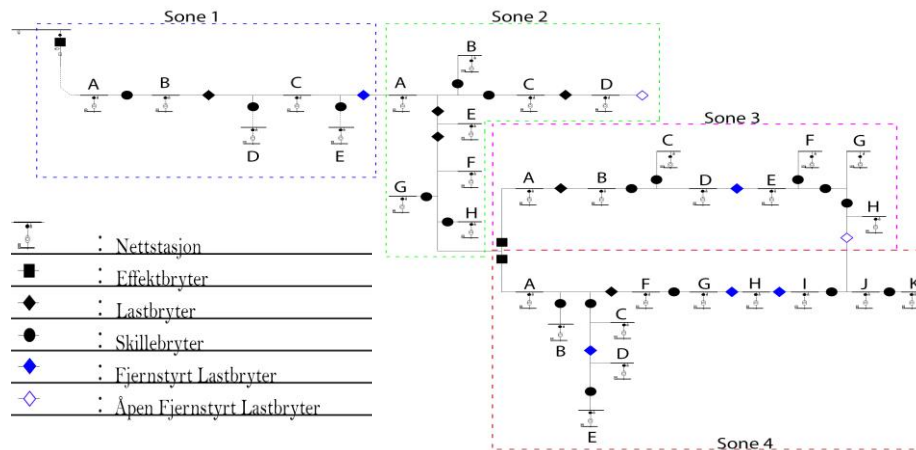 Sone 1
Sone 2
B
A B C
A C D
D E
E
F
G
H
Sone 3
C F G
A B D E
H
A F G H I J K
B C
D
E
Sone 4
: Nettstasjon
: Effektbryter
: Lastbryter
: Skillebryter
: Fjernstyrt Lastbryter
: Åpen Fjernstyrt Lastbryter